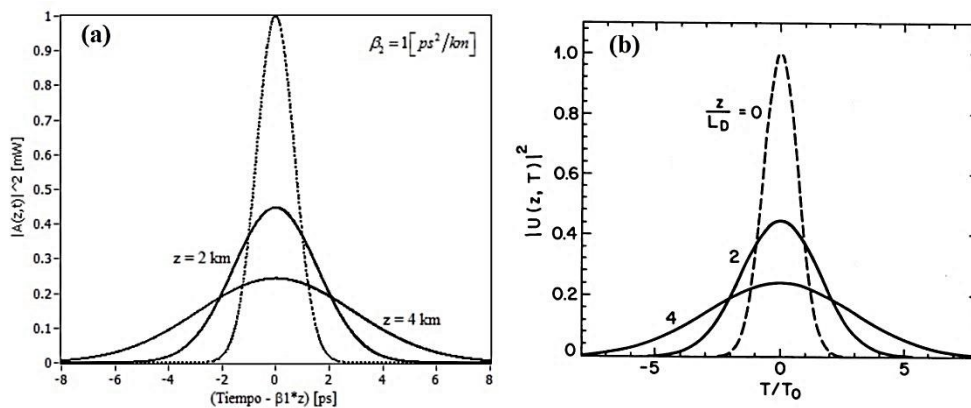 (a)
β₂ = 1[ps²/km]
|A(z,t)|^2 [mW]
1
0.9
0.8
0.7
0.6
0.5
0.4
0.3
0.2
0.1
0
z = 2 km
z = 4 km
-8 -6 -4 -2 0 2 4 6 8
(Tiempo - β1*z) [ps]
(b)
|U(z, T)|²
1.0
0.8
0.6
0.4
0.2
0
z/L_D = 0
2
4
-5 0 5
T/T₀